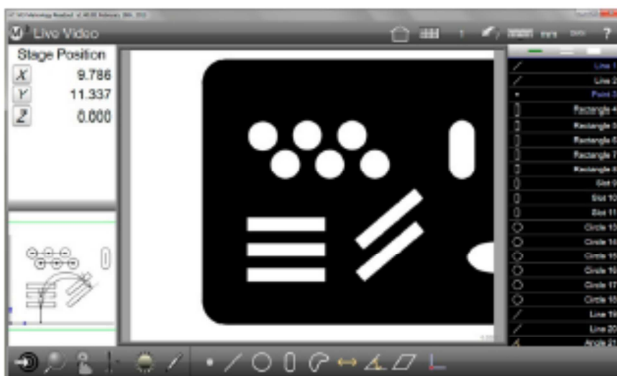 Live Video
Stage Position
X 9.786
Y 11.337
Z 0.000
?
Line 1
Line 2
Point 3
Rectangle 4
Rectangle 5
Rectangle 6
Rectangle 7
Rectangle 8
Slot 9
Slot 10
Slot 11
Circle 13
Circle 14
Circle 15
Circle 16
Circle 17
Circle 18
Line 19
Line 20
Angle 21